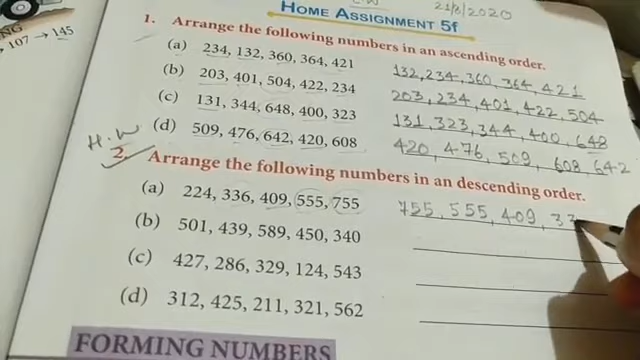 NG
107 → 145
HOME ASSIGNMENT 5f
21/8/2020
1. Arrange the following numbers in an ascending order.
(a) 234, 132, 360, 364, 421 132, 234, 360, 364, 421
(b) 203, 401, 504, 422, 234 203, 234, 401, 422, 504
(c) 131, 344, 648, 400, 323 131, 323, 344, 400, 648
(d) 509, 476, 642, 420, 608 420, 476, 509, 608, 642
H.W
2. Arrange the following numbers in an descending order.
(a) 224, 336, 409, 555, 755 755, 555, 409, 33
(b) 501, 439, 589, 450, 340
(c) 427, 286, 329, 124, 543
(d) 312, 425, 211, 321, 562
FORMING NUMBERS